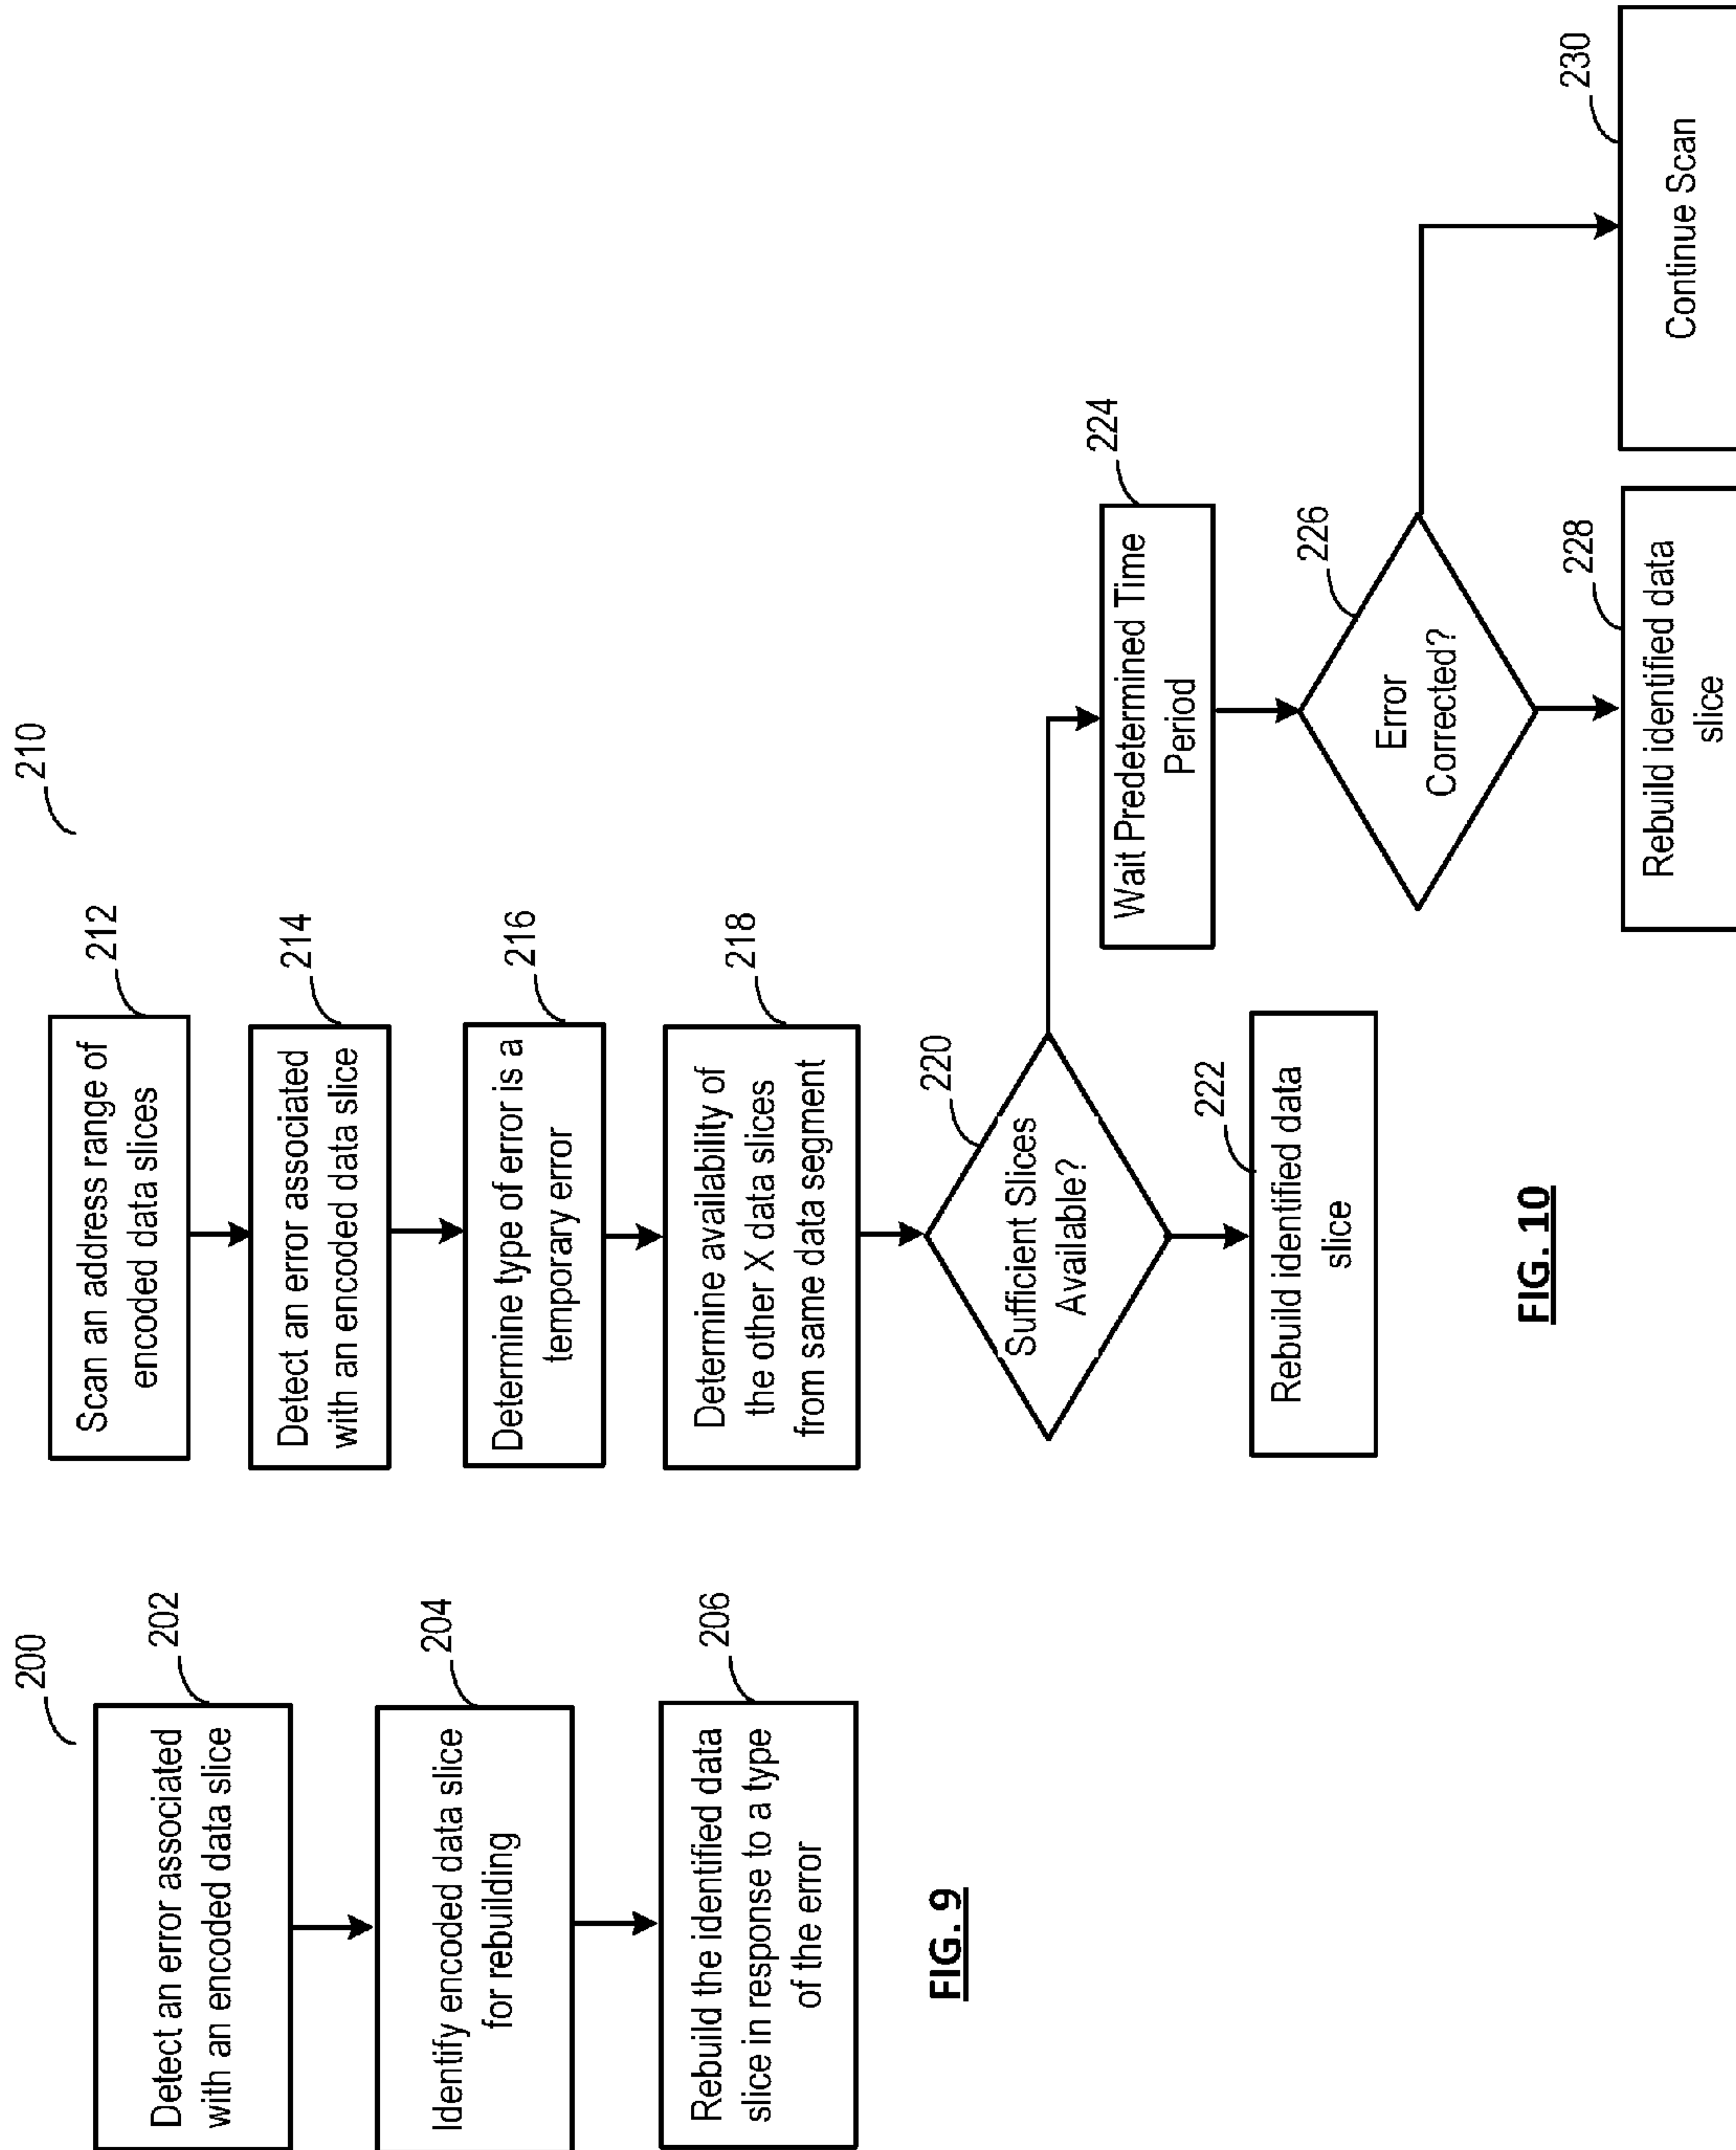 200
Detect an error associated
with an encoded data slice
202
Identify encoded data slice
for rebuilding
204
Rebuild the identified data
slice in response to a type
of the error
206
FIG. 9
210
Scan an address range of
encoded data slices
212
Detect an error associated
with an encoded data slice
214
Determine type of error is a
temporary error
216
Determine availability of
the other X data slices
from same data segment
218
Sufficient Slices
Available?
220
Rebuild identified data
slice
222
Wait Predetermined Time
Period
224
Error
Corrected?
226
Rebuild identified data
slice
228
Continue Scan
230
FIG. 10